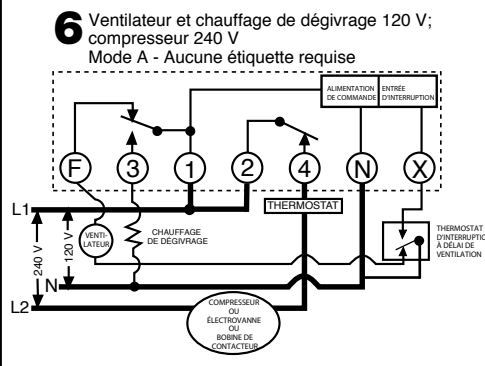 6 Ventilateur et chauffage de dégivrage 120 V;
compresseur 240 V
Mode A - Aucune étiquette requise
ALIMENTATION
DE COMMANDE
ENTRÉE
D'INTERRUPTION
F
3
1
2
4
N
X
L1
THERMOSTAT
240 V
120 V
VENTI-
LATEUR
CHAUFFAGE
DE DÉGIVRAGE
THERMOSTAT
D'INTERRUPTION
À DÉLAI DE
VENTILATION
N
L2
COMPRESSEUR
OU
ÉLECTROVANNE
OU
BOBINE DE
CONTACTEUR